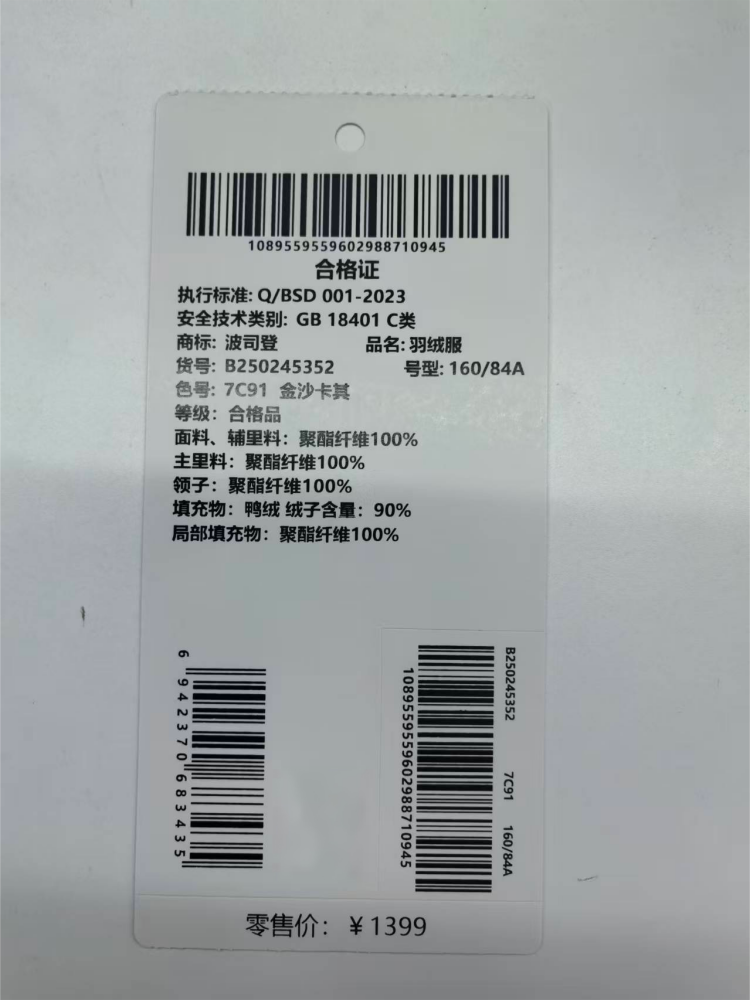 1089559559602988710945
合格证
执行标准: Q/BSD 001-2023
安全技术类别: GB 18401 C类
商标: 波司登 品名: 羽绒服
货号: B250245352 号型: 160/84A
色号: 7C91 金沙卡其
等级: 合格品
面料、辅里料: 聚酯纤维100%
主里料: 聚酯纤维100%
领子: 聚酯纤维100%
填充物: 鸭绒 绒子含量: 90%
局部填充物: 聚酯纤维100%
6 942370 683435
1089559559602988710945
B250245352 7C91 160/84A
零售价: ¥1399